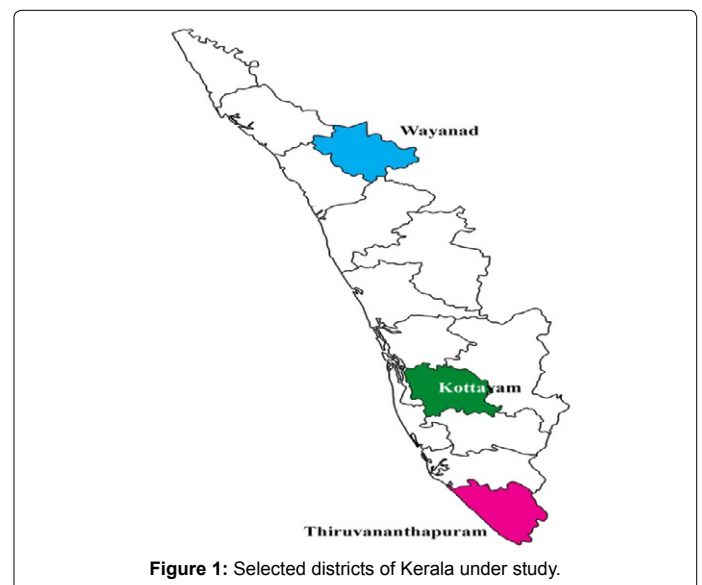 Wayanad
Kottayam
Thiruvananthapuram
Figure 1: Selected districts of Kerala under study.